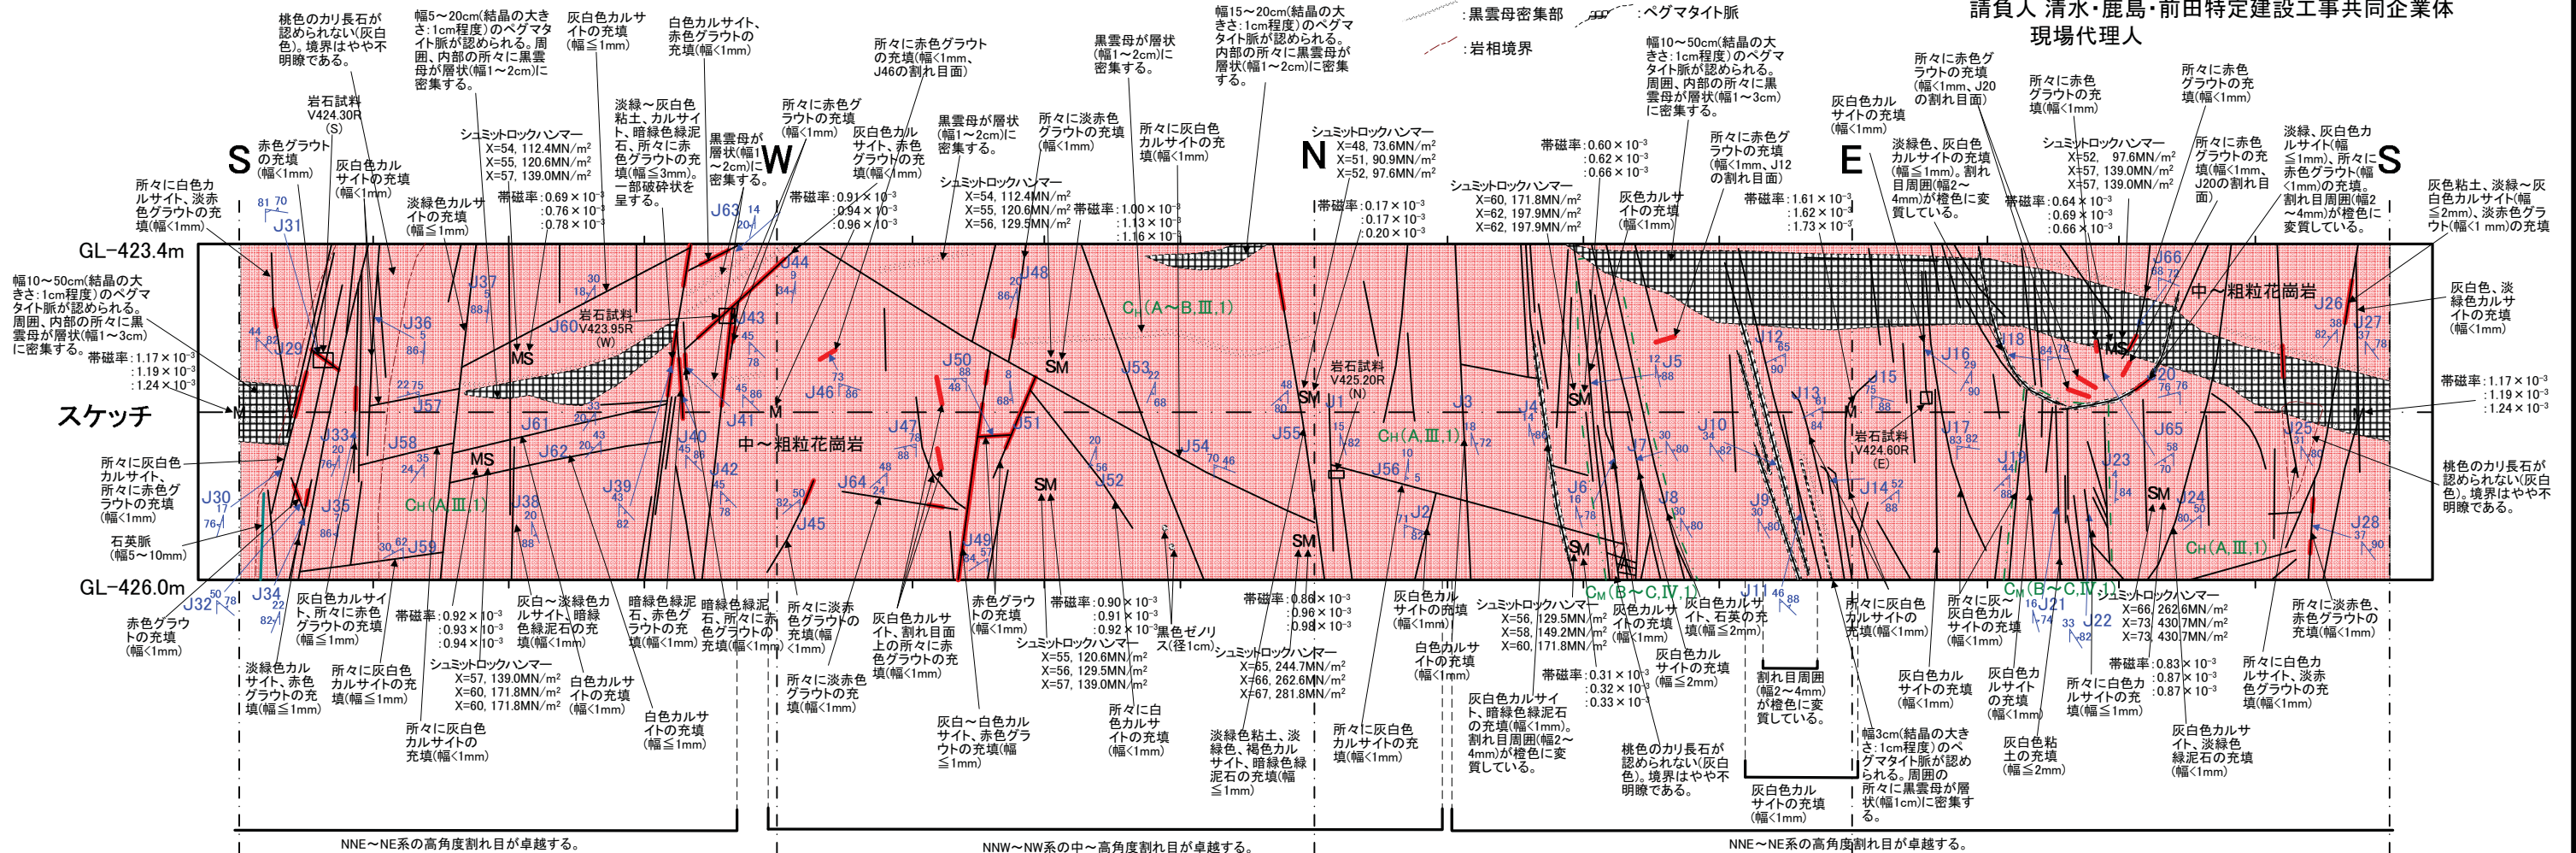 請負人 清水・鹿島・前田特定建設工事共同企業体
現場代理人
:黒雲母密集部
:ペグマタイト脈
:岩相境界
桃色のカリ長石が
認められない(灰白
色)。境界はやや不
明瞭である。
幅5～20cm(結晶の大き
さ:1cm程度)のペグマタ
イト脈が認められる。周
囲、内部の所々に黒雲
母が層状(幅1～2cm)に
密集する。
灰白色カルサ
イトの充填
(幅≦1mm)
白色カルサイト、
赤色グラウトの
充填(幅<1mm)
所々に赤色グラウト
の充填(幅<1mm、
J46の割れ目面)
黒雲母が層状
(幅1～2cm)に
密集する。
幅15～20cm(結晶の大
きさ:1cm程度)のペグマ
タイト脈が認められる。
内部の所々に黒雲母が
層状(幅1～2cm)に密集
する。
幅10～50cm(結晶の大
きさ:1cm程度)のペグマ
タイト脈が認められる。
周囲、内部の所々に黒
雲母が層状(幅1～3cm)
に密集する。
所々に赤色グ
ラウトの充填
(幅<1mm、J20
の割れ目面)
所々に赤色
グラウトの充
填(幅<1mm)
所々に赤色
グラウトの充
填(幅<1mm)
岩石試料
V424.30R
(S)
赤色グラウト
の充填
(幅<1mm)
灰白色カル
サイトの充填
(幅<1mm)
シュミットロックハンマー
X=54, 112.4MN/m²
X=55, 120.6MN/m²
X=57, 139.0MN/m²
淡緑～灰白色
粘土、カルサイ
ト、暗緑色緑泥
石、所々に赤
色グラウトの充
填(幅≦3mm)。
一部破砕状を
呈する。
黒雲母が
層状(幅1
～2cm)に
密集する。
所々に赤色グ
ラウトの充填
(幅<1mm)
灰白色カル
サイト、赤色
グラウトの充
填(幅<1mm)
黒雲母が層状
(幅1～2cm)に
密集する。
所々に淡赤色
グラウトの充填
(幅<1mm)
所々に灰白色
カルサイトの充
填(幅<1mm)
シュミットロックハンマー
X=48, 73.6MN/m²
X=51, 90.9MN/m²
X=52, 97.6MN/m²
帯磁率:0.60×10⁻³
:0.62×10⁻³
:0.66×10⁻³
所々に赤色グ
ラウトの充填
(幅<1mm、J12
の割れ目面)
灰白色カル
サイトの充填
(幅<1mm)
淡緑色、灰白色
カルサイトの充填
(幅≦1mm)。割れ
目周囲(幅2～
4mm)が橙色に変
質している。
シュミットロックハンマー
X=52, 97.6MN/m²
X=57, 139.0MN/m²
X=57, 139.0MN/m²
所々に赤色
グラウトの充
填(幅<1mm、
J20の割れ目
面)
淡緑、灰白色カ
ルサイト(幅
≦1mm)、所々に
赤色グラウト(幅
<1mm)の充填。
割れ目周囲(幅2
～4mm)が橙色に
変質している。
S
W
N
E
S
所々に白色カ
ルサイト、淡赤
色グラウトの充
填(幅<1mm)
淡緑色カルサ
イトの充填
(幅≦1mm)
帯磁率:0.69×10⁻³
:0.76×10⁻³
:0.78×10⁻³
帯磁率:0.91×10⁻³
:0.94×10⁻³
:0.96×10⁻³
シュミットロックハンマー
X=54, 112.4MN/m²
X=55, 120.6MN/m²
X=56, 129.5MN/m²
帯磁率:1.00×10⁻³
:1.13×10⁻³
:1.16×10⁻³
帯磁率:0.17×10⁻³
:0.17×10⁻³
:0.20×10⁻³
シュミットロックハンマー
X=60, 171.8MN/m²
X=62, 197.9MN/m²
X=62, 197.9MN/m²
灰色カルサ
イトの充填
(幅<1mm)
帯磁率:1.61×10⁻³
:1.62×10⁻³
:1.73×10⁻³
帯磁率:0.64×10⁻³
:0.69×10⁻³
:0.66×10⁻³
灰色粘土、淡緑～灰
白色カルサイト(幅
≦2mm)、淡赤色グラ
ウト(幅<1 mm)の充填
GL-423.4m
スケッチ
GL-426.0m
幅10～50cm(結晶の大
きさ:1cm程度)のペグマ
タイト脈が認められる。
周囲、内部の所々に黒
雲母が層状(幅1～3cm)
に密集する。
帯磁率:1.17×10⁻³
:1.19×10⁻³
:1.24×10⁻³
J31
J29
J36
J37
J57
J58
J59
J33
J35
J30
J32
J34
J60
J61
J62
J63
J38
J39
J40
J41
J42
J43
J44
J45
J46
J47
J48
J49
J50
J51
J52
J53
J54
J55
J56
J64
J1
J2
J3
J4
J5
J6
J7
J8
J9
J10
J11
J12
J13
J14
J15
J16
J17
J18
J19
J20
J21
J22
J23
J24
J25
J26
J27
J28
J65
J66
岩石試料
V423.95R
(W)
岩石試料
V425.20R
(N)
岩石試料
V424.60R
(E)
中～粗粒花崗岩
中～粗粒花崗岩
CH(A,Ⅲ,1)
CH(A～B,Ⅲ,1)
CH(A,Ⅲ,1)
CH(A,Ⅲ,1)
CM(B～C,Ⅳ,1)
CM(B～C,Ⅳ,1)
灰白色、淡
緑色カルサ
イトの充填
(幅<1mm)
帯磁率:1.17×10⁻³
:1.19×10⁻³
:1.24×10⁻³
桃色のカリ長石が
認められない(灰白
色)。境界はやや不
明瞭である。
所々に灰白色
カルサイト、
所々に赤色グ
ラウトの充填
(幅<1mm)
石英脈
(幅5～10mm)
赤色グラウ
トの充填
(幅<1mm)
灰白色カルサイ
ト、所々に赤色
グラウトの充填
(幅≦1mm)
淡緑色カル
サイト、赤色
グラウトの充
填(幅≦1mm)
所々に灰白色
カルサイトの充
填(幅≦1mm)
帯磁率:0.92×10⁻³
:0.93×10⁻³
:0.94×10⁻³
シュミットロックハンマー
X=57, 139.0MN/m²
X=60, 171.8MN/m²
X=60, 171.8MN/m²
所々に灰白色
カルサイトの
充填(幅<1mm)
灰白～淡緑色カ
ルサイト、暗緑
色緑泥石の充
填(幅<1mm)
白色カルサ
イトの充填
(幅<1mm)
暗緑色緑泥
石、赤色グ
ラウトの充
填(幅<1mm)
白色カルサ
イトの充填
(幅≦1mm)
暗緑色緑泥
石、所々に赤
色グラウトの
充填(幅<1mm)
所々に淡赤
色グラウトの
充填(幅
<1mm)
所々に淡赤色
グラウトの充
填(幅<1mm)
灰白色カルサ
イト、割れ目面
上の所々に赤
色グラウトの充
填(幅<1mm)
灰白～白色カル
サイト、赤色グラ
ウトの充填(幅
≦1mm)
赤色グラウ
トの充填
(幅<1mm)
帯磁率:0.90×10⁻³
:0.91×10⁻³
:0.92×10⁻³
シュミットロックハンマー
X=55, 120.6MN/m²
X=56, 129.5MN/m²
X=57, 139.0MN/m²
所々に白
色カルサ
イトの充填
(幅<1mm)
黒色ゼノリ
ス(径1cm)
帯磁率:0.86×10⁻³
:0.96×10⁻³
:0.98×10⁻³
シュミットロックハンマー
X=65, 244.7MN/m²
X=66, 262.6MN/m²
X=67, 281.8MN/m²
淡緑色粘土、淡
緑色、褐色カル
サイト、暗緑色緑
泥石の充填(幅
≦1mm)
所々に灰白色
カルサイトの充
填(幅<1mm)
灰白色カル
サイトの充填
(幅<1mm)
白色カルサ
イトの充填
(幅<1mm)
シュミットロックハンマー
X=56, 129.5MN/m²
X=58, 149.2MN/m²
X=60, 171.8MN/m²
帯磁率:0.31×10⁻³
:0.32×10⁻³
:0.33×10⁻³
灰白色カルサイ
ト、暗緑色緑泥石
の充填(幅<1mm)。
割れ目周囲(幅2～
4mm)が橙色に変
質している。
灰色カルサ
イトの充填
(幅<1mm)
桃色のカリ長石が
認められない(灰白
色)。境界はやや不
明瞭である。
灰白色カルサ
イト、石英の充
填(幅≦2mm)
灰白色カル
サイトの充填
(幅≦2mm)
割れ目周囲
(幅2～4mm)
が橙色に変
質している。
灰白色カル
サイトの充填
(幅<1mm)
所々に灰白色
カルサイトの
充填(幅<1mm)
幅3cm(結晶の大き
さ:1cm程度)のペ
グマタイト脈が認め
られる。周囲の
所々に黒雲母が層
状(幅1cm)に密集す
る。
灰白色カル
サイトの充填
(幅<1mm)
所々に灰～
灰白色カル
サイトの充填
(幅<1mm)
灰白色カ
ルサイト
の充填
(幅<1mm)
灰白色粘
土の充填
(幅≦2mm)
所々に白色カ
ルサイトの充
填(幅≦1mm)
シュミットロックハンマー
X=66, 262.6MN/m²
X=73, 430.7MN/m²
X=73, 430.7MN/m²
帯磁率:0.83×10⁻³
:0.87×10⁻³
:0.87×10⁻³
灰白色カルサ
イト、淡緑色
緑泥石の充填
(幅<1mm)
所々に白色カ
ルサイト、淡赤
色グラウトの充
填(幅<1mm)
所々に淡赤色、
赤色グラウトの
充填(幅<1mm)
NNE～NE系の高角度割れ目が卓越する。
NNW～NW系の中～高角度割れ目が卓越する。
NNE～NE系の高角度割れ目が卓越する。